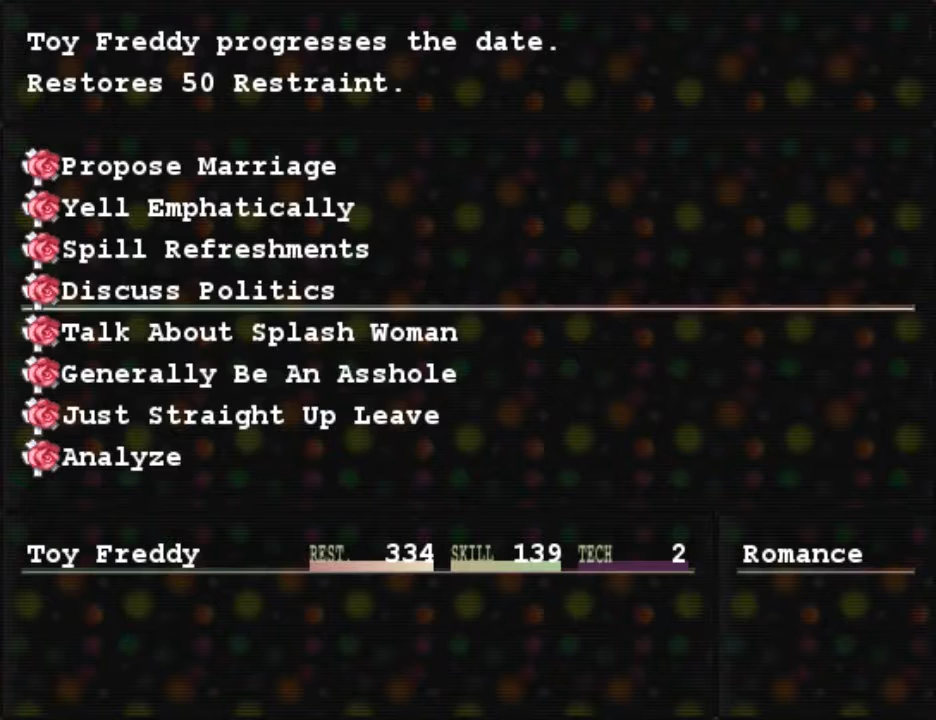 Toy Freddy progresses the date.
Restores 50 Restraint.
Propose Marriage
Yell Emphatically
Spill Refreshments
Discuss Politics
Talk About Splash Woman
Generally Be An Asshole
Just Straight Up Leave
Analyze
Toy Freddy REST. 334 SKILL 139 TECH 2 Romance